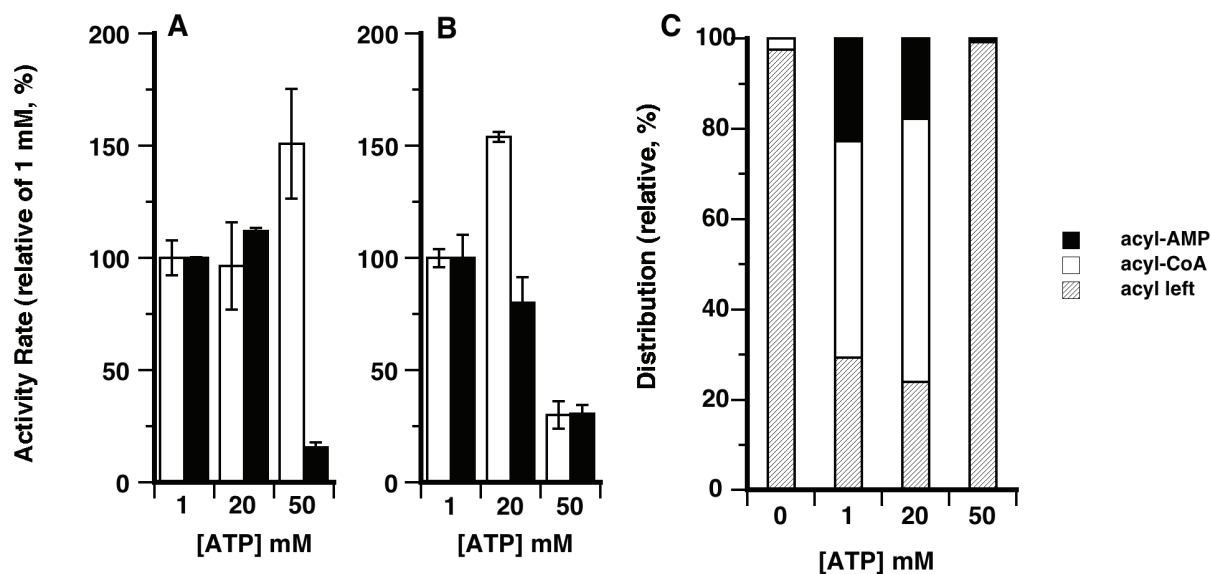 A
B
C
Activity Rate (relative of 1 mM, %)
200
150
100
50
0
1 20 50
[ATP] mM
200
150
100
50
0
1 20 50
[ATP] mM
Distribution (relative, %)
100
80
60
40
20
0
0 1 20 50
[ATP] mM
acyl-AMP
acyl-CoA
acyl left